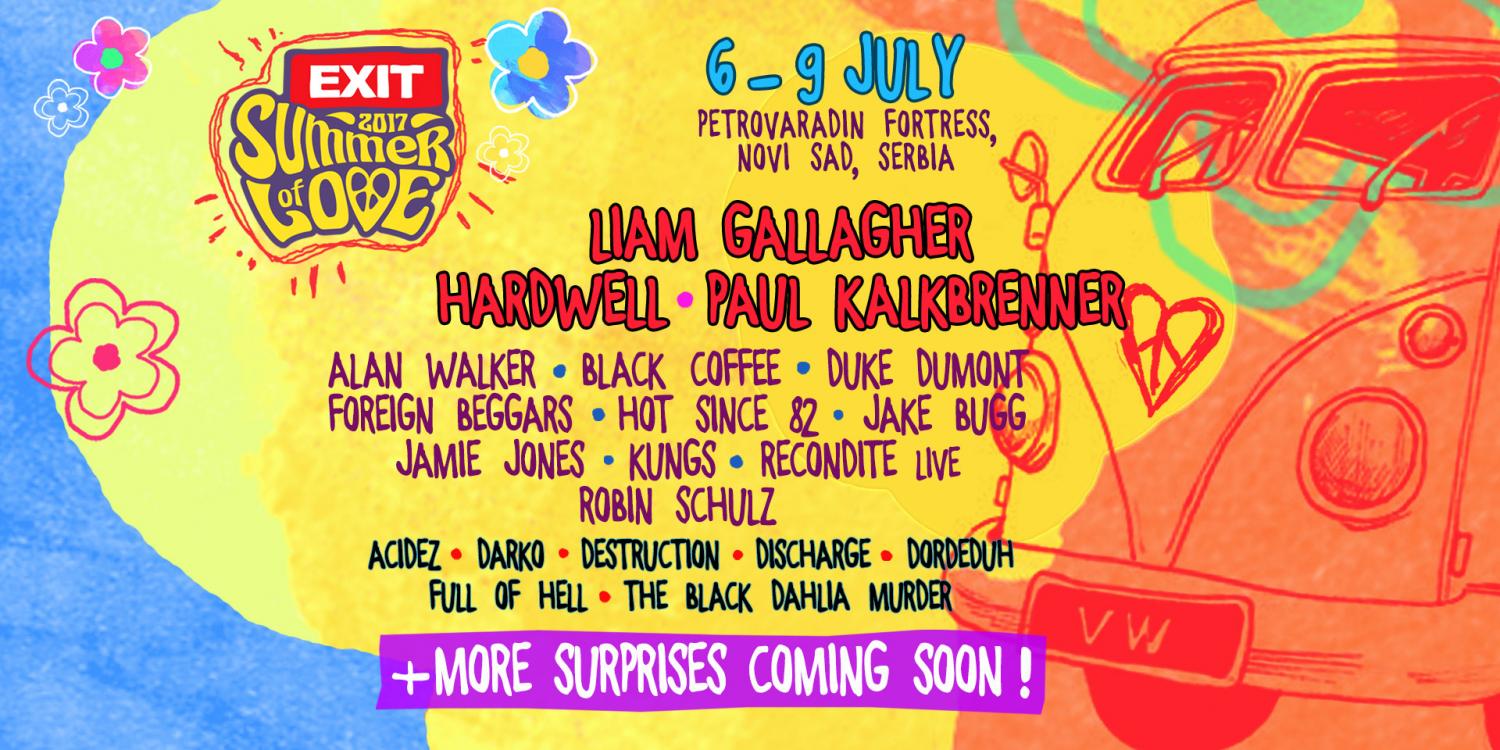 EXIT
2017
SUMMER
of LOVE
6 – 9 JULY
PETROVARADIN FORTRESS,
NOVI SAD, SERBIA
LIAM GALLAGHER
HARDWELL • PAUL KALKBRENNER
ALAN WALKER • BLACK COFFEE • DUKE DUMONT
FOREIGN BEGGARS • HOT SINCE 82 • JAKE BUGG
JAMIE JONES • KUNGS • RECONDITE LIVE
ROBIN SCHULZ
ACIDEZ • DARKO • DESTRUCTION • DISCHARGE • DORDEDUH
FULL OF HELL • THE BLACK DAHLIA MURDER
+MORE SURPRISES COMING SOON !
VW